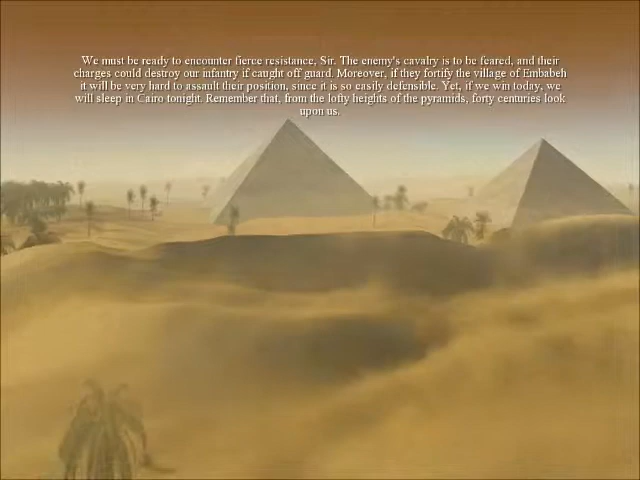 We must be ready to encounter fierce resistance, Sir. The enemy's cavalry is to be feared, and their
charges could destroy our infantry if caught off guard. Moreover, if they fortify the village of Embabeh
it will be very hard to assault their position, since it is so easily defensible. Yet, if we win today, we
will sleep in Cairo tonight. Remember that, from the lofty heights of the pyramids, forty centuries look
upon us.